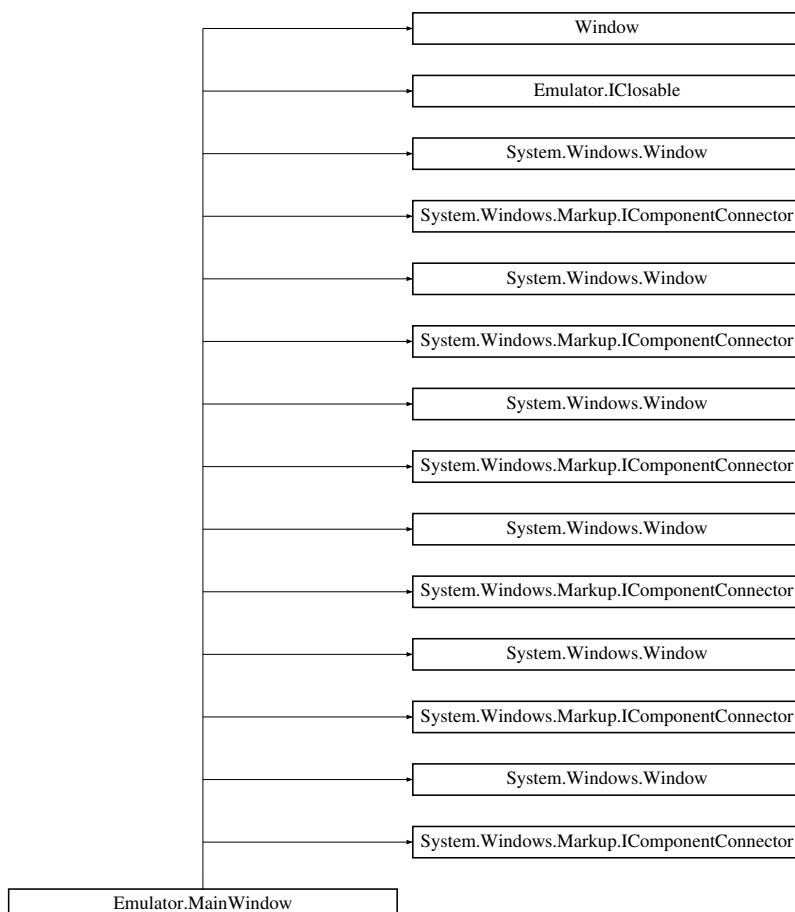 Window
Emulator.IClosable
System.Windows.Window
System.Windows.Markup.IComponentConnector
System.Windows.Window
System.Windows.Markup.IComponentConnector
System.Windows.Window
System.Windows.Markup.IComponentConnector
System.Windows.Window
System.Windows.Markup.IComponentConnector
System.Windows.Window
System.Windows.Markup.IComponentConnector
System.Windows.Window
System.Windows.Markup.IComponentConnector
Emulator.MainWindow